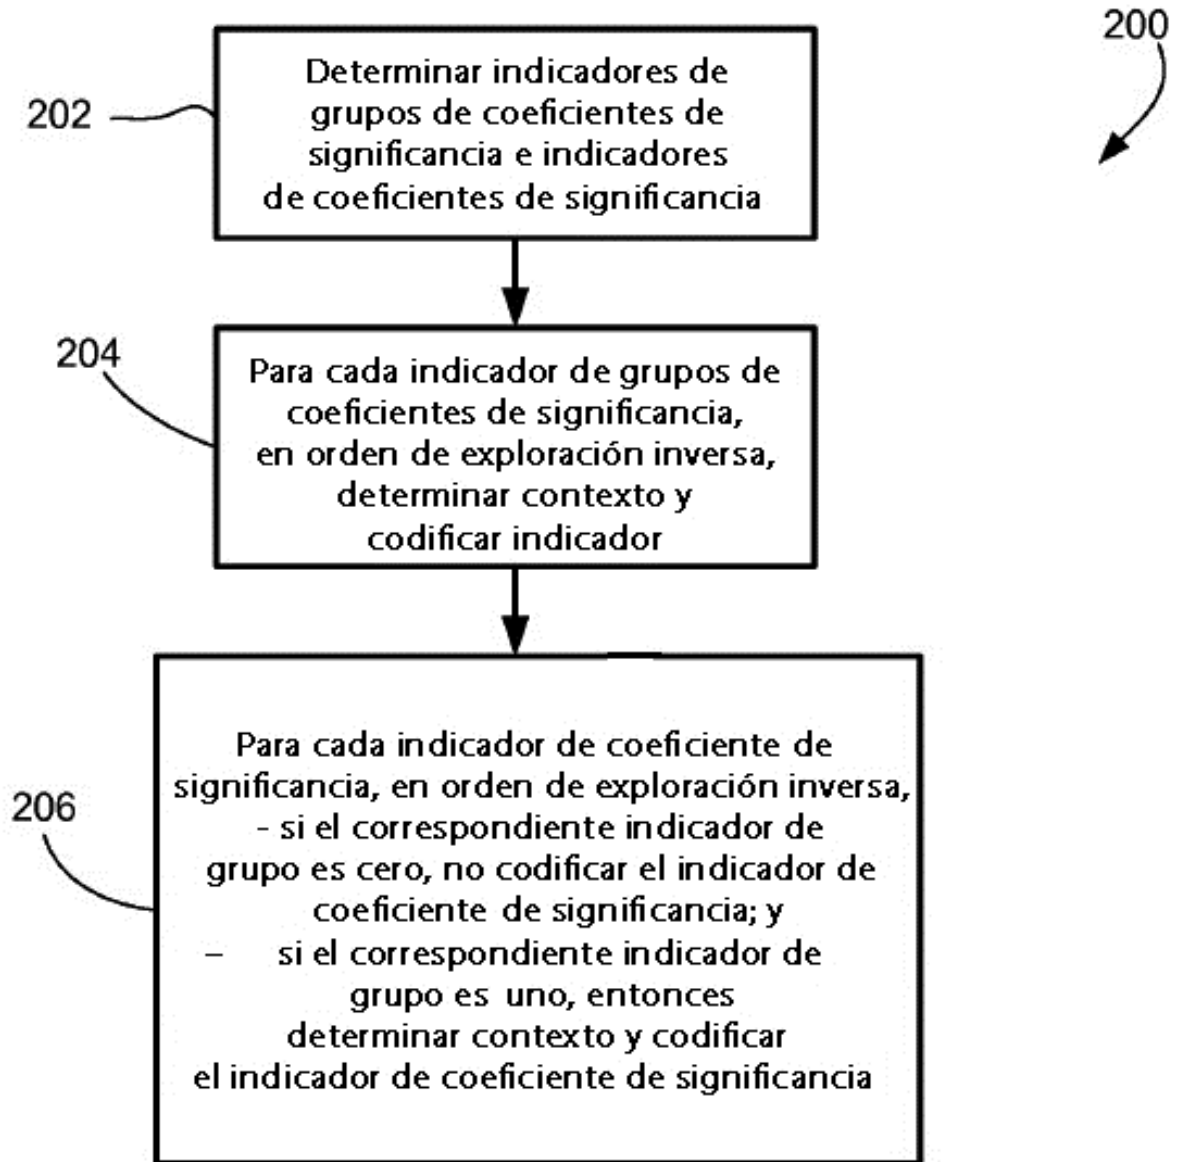 200
202
Determinar indicadores de
grupos de coeficientes de
significancia e indicadores
de coeficientes de significancia
204
Para cada indicador de grupos de
coeficientes de significancia,
en orden de exploración inversa,
determinar contexto y
codificar indicador
206
Para cada indicador de coeficiente de
significancia, en orden de exploración inversa,
- si el correspondiente indicador de
grupo es cero, no codificar el indicador de
coeficiente de significancia; y
– si el correspondiente indicador de
grupo es uno, entonces
determinar contexto y codificar
el indicador de coeficiente de significancia